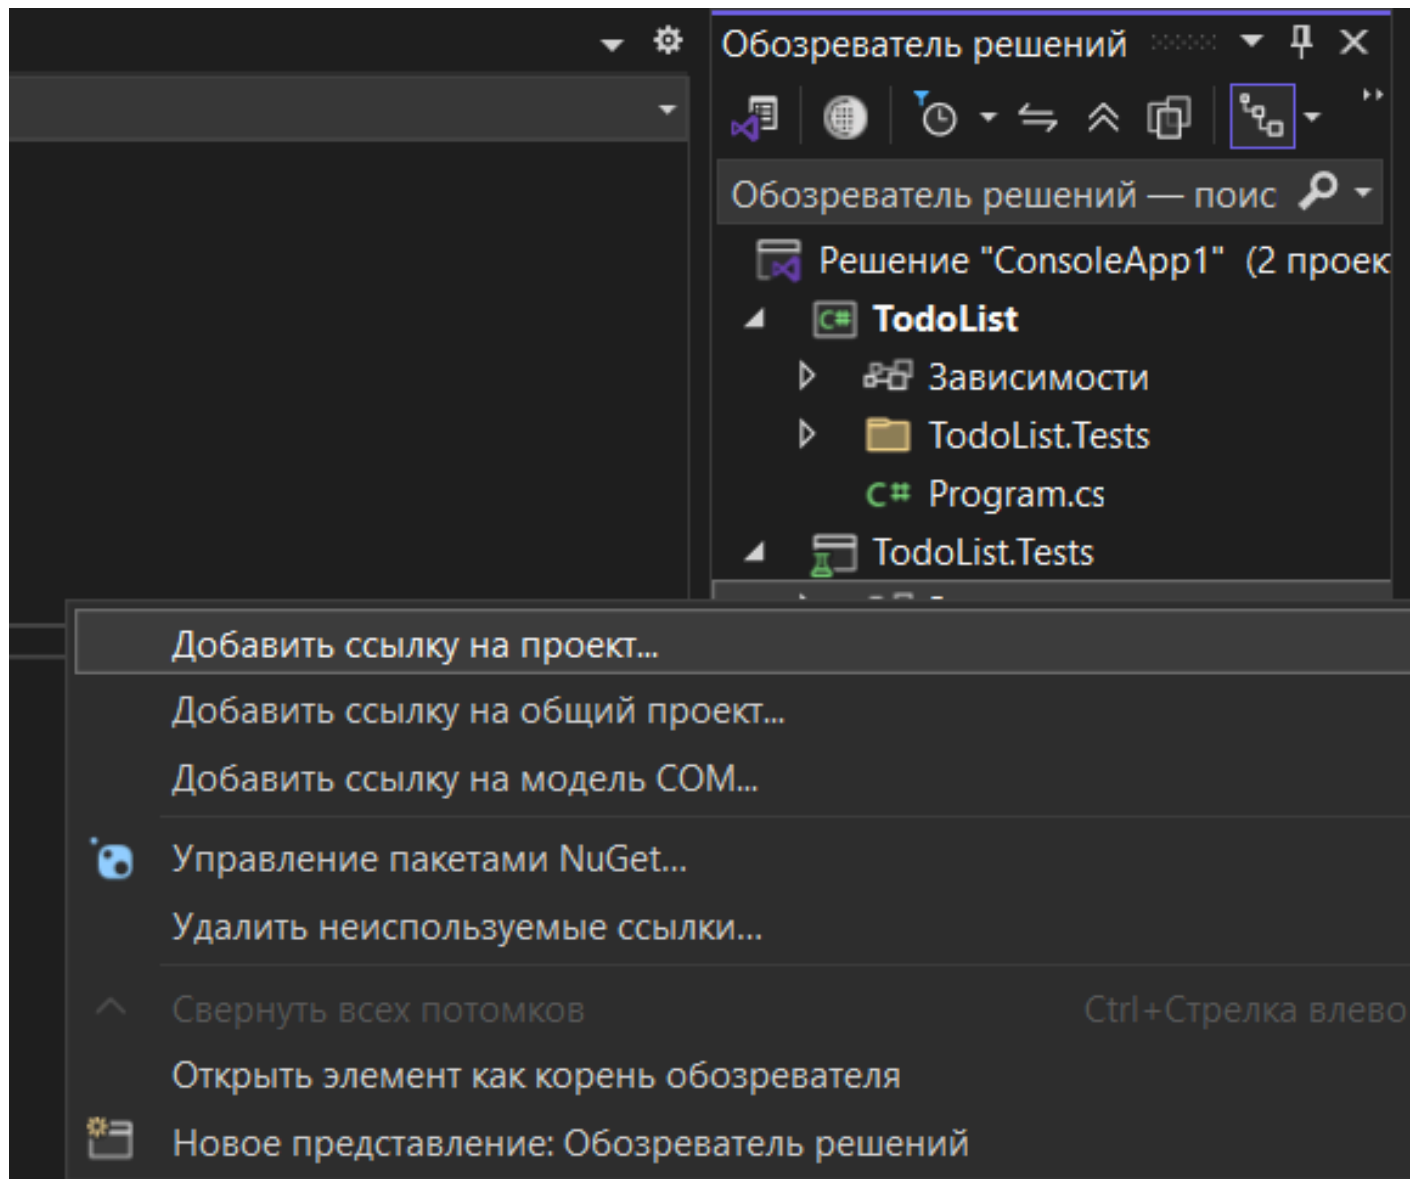 Обозреватель решений
Обозреватель решений — поис
Решение "ConsoleApp1" (2 проек
C# TodoList
Зависимости
TodoList.Tests
C# Program.cs
TodoList.Tests
Добавить ссылку на проект...
Добавить ссылку на общий проект...
Добавить ссылку на модель COM...
Управление пакетами NuGet...
Удалить неиспользуемые ссылки...
Свернуть всех потомков Ctrl+Стрелка влево
Открыть элемент как корень обозревателя
Новое представление: Обозреватель решений